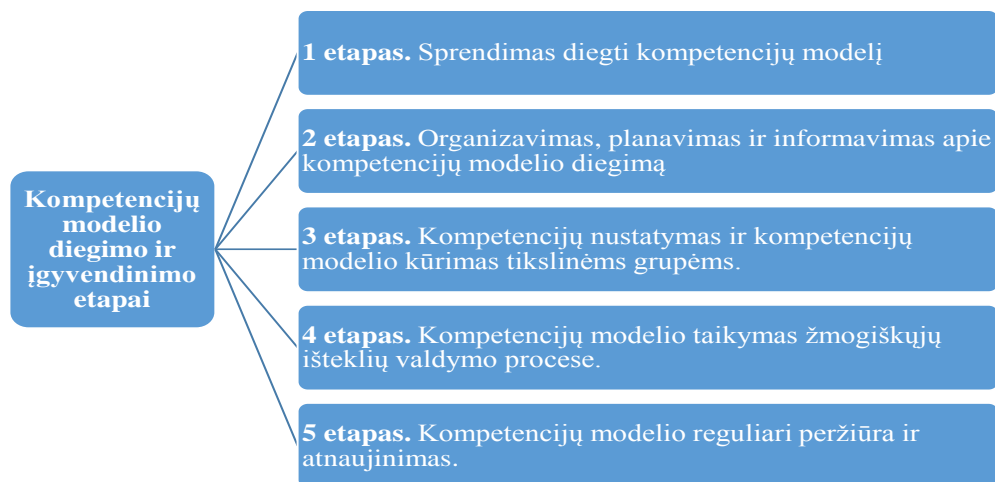 Kompetencijų
modelio
diegimo ir
įgyvendinimo
etapai
1 etapas. Sprendimas diegti kompetencijų modelį
2 etapas. Organizavimas, planavimas ir informavimas apie
kompetencijų modelio diegimą
3 etapas. Kompetencijų nustatymas ir kompetencijų
modelio kūrimas tikslinėms grupėms.
4 etapas. Kompetencijų modelio taikymas žmogiškųjų
išteklių valdymo procese.
5 etapas. Kompetencijų modelio reguliari peržiūra ir
atnaujinimas.